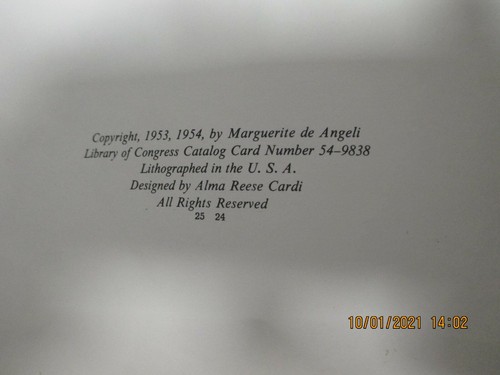 Copyright, 1953, 1954, by Marguerite de Angeli
Library of Congress Catalog Card Number 54–9838
Lithographed in the U. S. A.
Designed by Alma Reese Cardi
All Rights Reserved
25 24
10/01/2021 14:02